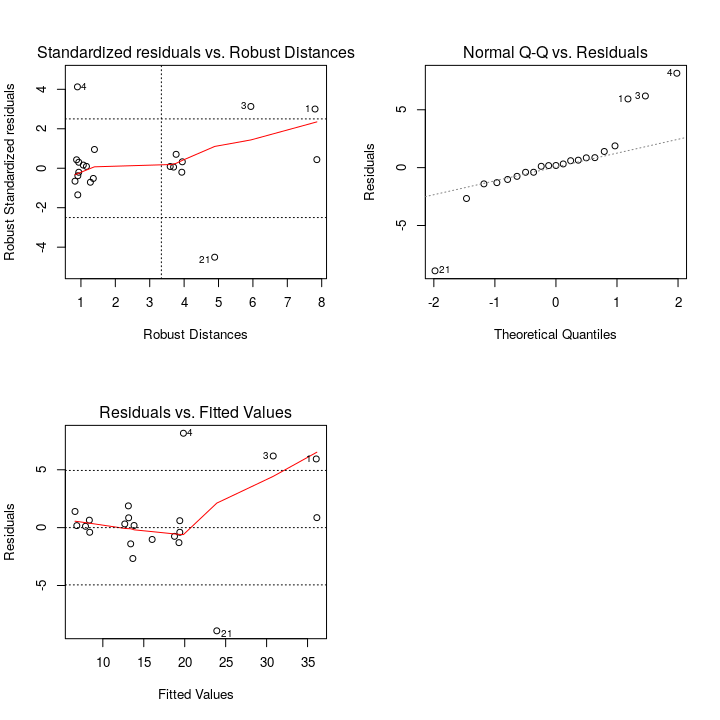 Standardized residuals vs. Robust Distances
Robust Standardized residuals
4
2
0
-2
-4
4
3
1
21
1 2 3 4 5 6 7 8
Robust Distances
Normal Q-Q vs. Residuals
Residuals
5
0
-5
4
1
3
21
-2 -1 0 1 2
Theoretical Quantiles
Residuals vs. Fitted Values
Residuals
5
0
-5
4
3
1
21
10 15 20 25 30 35
Fitted Values